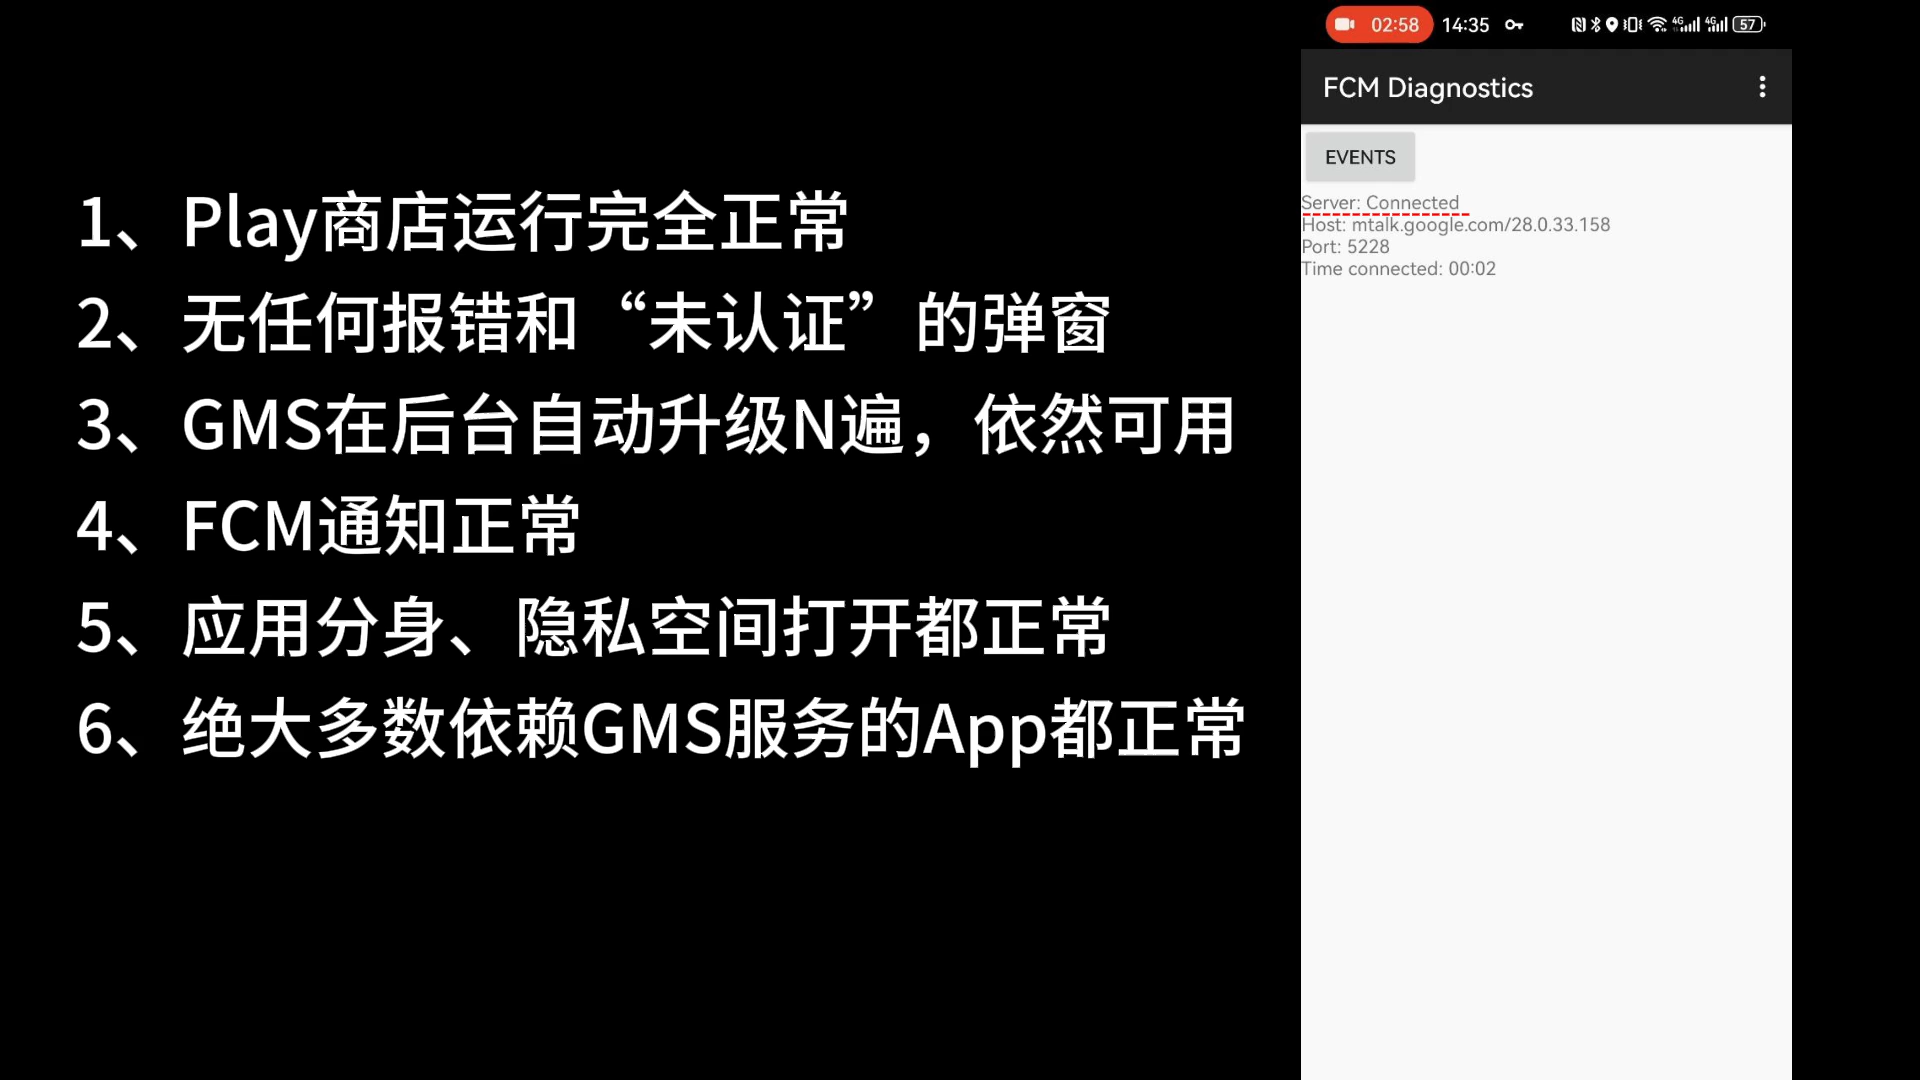 1、Play商店运行完全正常
2、无任何报错和“未认证”的弹窗
3、GMS在后台自动升级N遍，依然可用
4、FCM通知正常
5、应用分身、隐私空间打开都正常
6、绝大多数依赖GMS服务的App都正常
02:58 14:35 4G 4G 57
FCM Diagnostics
EVENTS
Server: Connected
Host: mtalk.google.com/28.0.33.158
Port: 5228
Time connected: 00:02